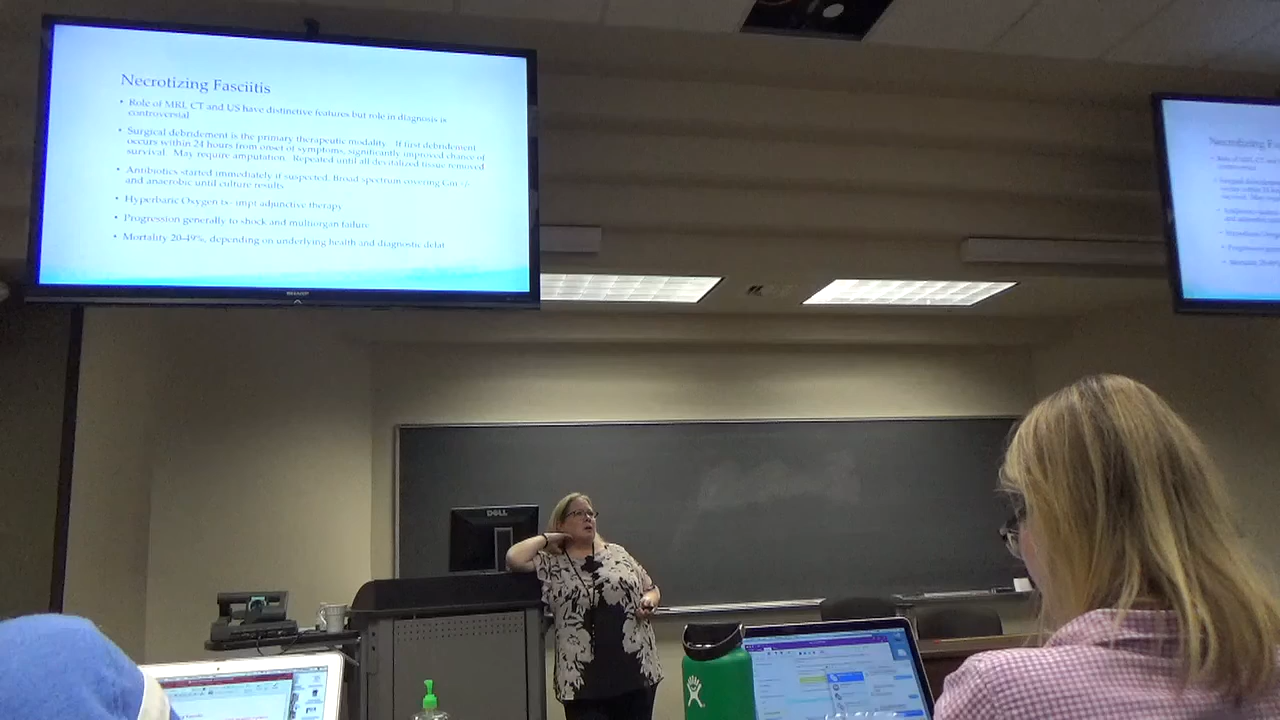 Necrotizing Fasciitis
• Role of MRI, CT and US have distinctive features but role in diagnosis is
controversial
• Surgical debridement is the primary therapeutic modality. If first debridement
occurs within 24 hours from onset of symptoms, significantly improved chance of
survival. May require amputation. Repeated until all devitalized tissue removed
• Antibiotics started immediately if suspected. Broad spectrum covering Gm +/-
and anaerobic until culture results
• Hyperbaric Oxygen tx- impt adjunctive therapy
• Progression generally to shock and multiorgan failure
• Mortality 20-49%, depending on underlying health and diagnostic delat
SHARP
Necrotizing Fa
DELL